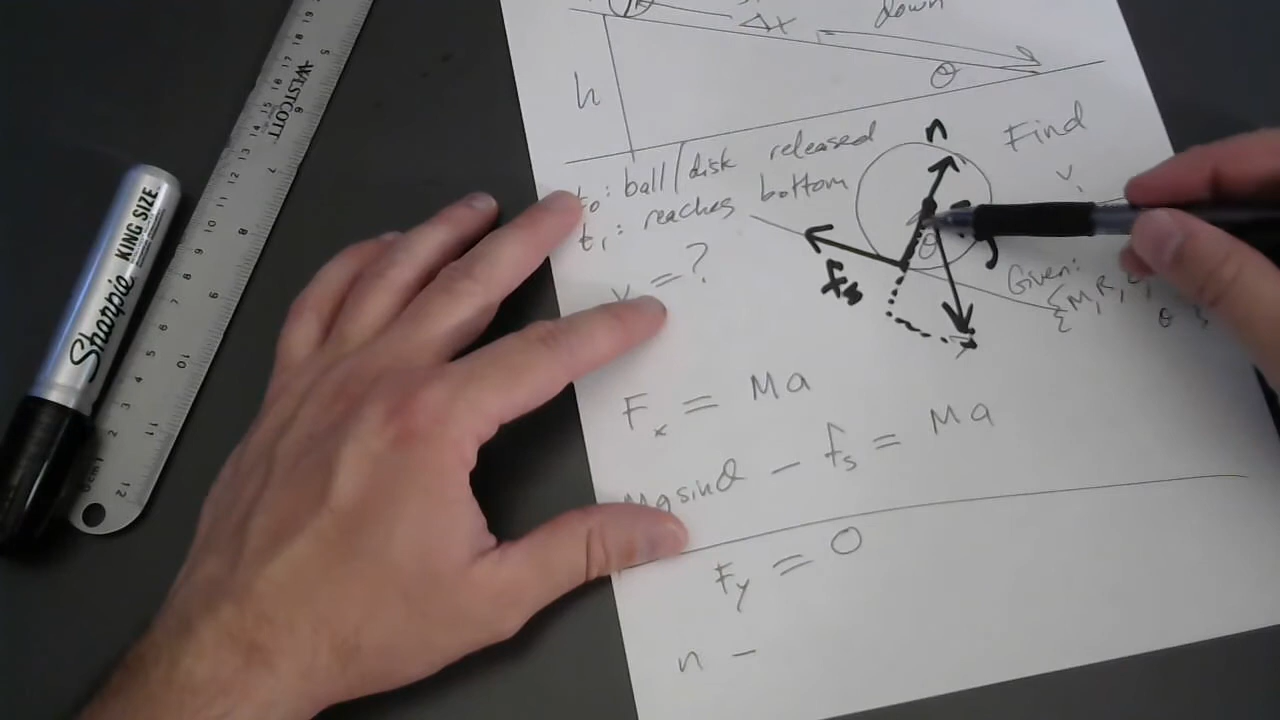 Δx
down
h
θ
n
Find
v
t₀: ball/disk released
t₁: reaches bottom
v = ?
θ
fs
Given:
{M, R,
θ
Fx = Ma
Mg sinθ - fs = Ma
Fy = 0
n -
Sharpie
KING SIZE
WESTCOTT